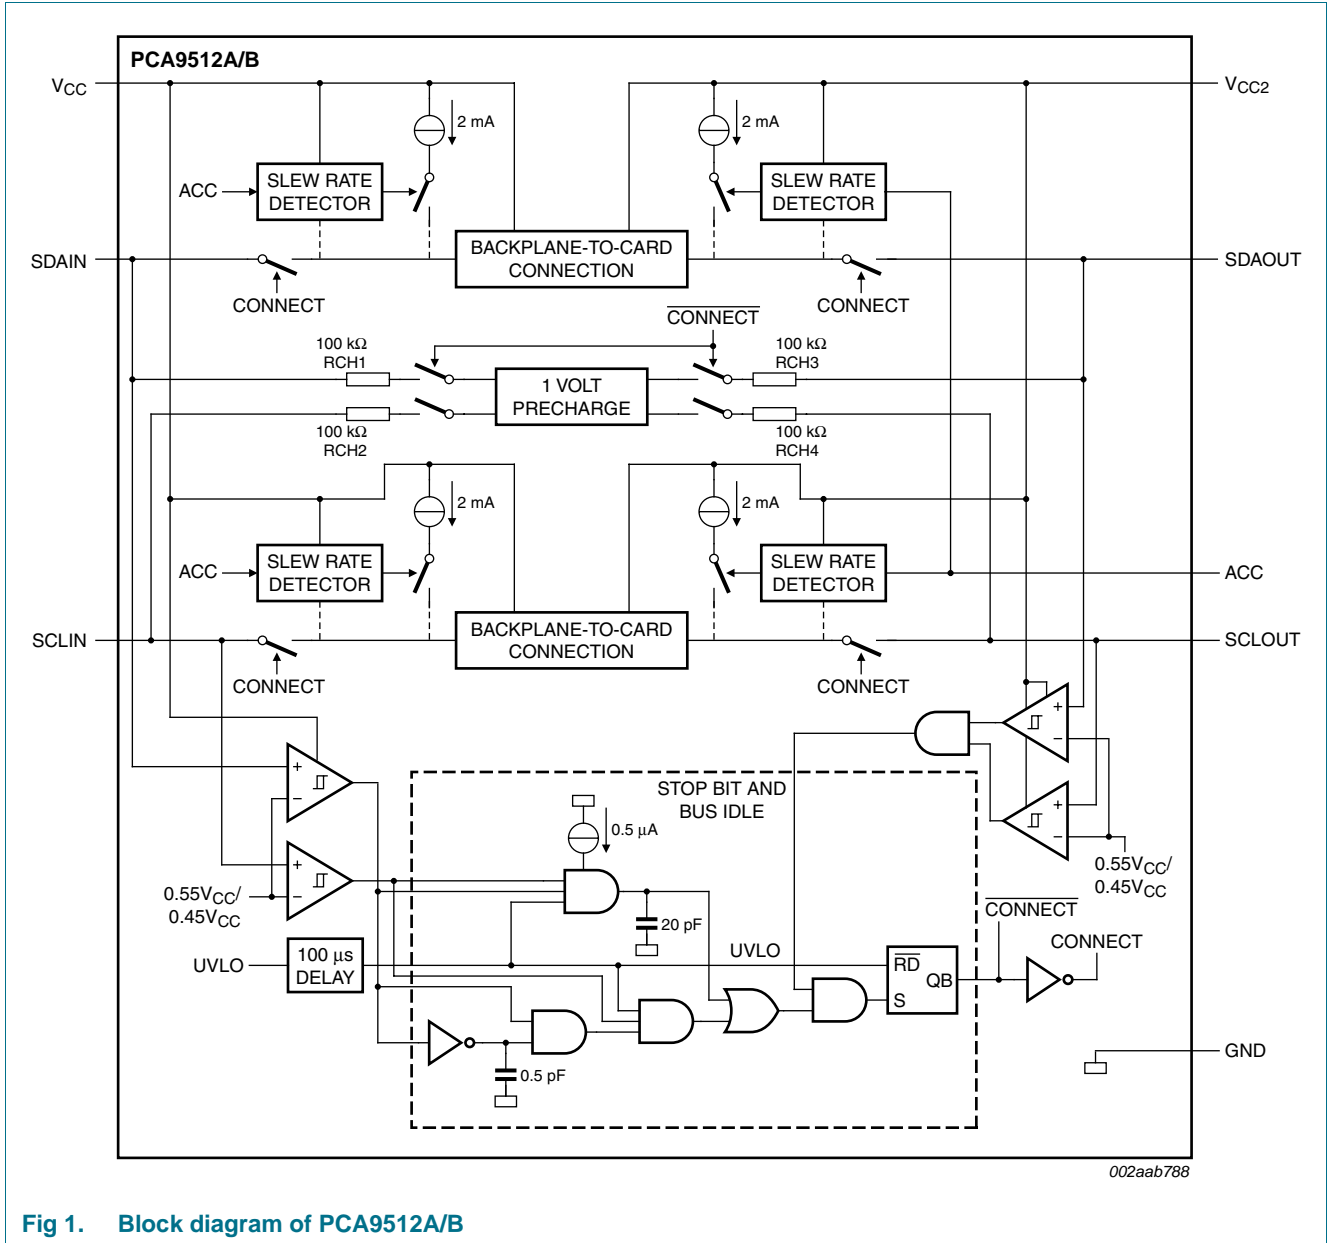 PCA9512A/B
VCC
VCC2
2 mA
2 mA
ACC
SLEW RATE
DETECTOR
SLEW RATE
DETECTOR
SDAIN
BACKPLANE-TO-CARD
CONNECTION
SDAOUT
CONNECT
CONNECT
CONNECT
100 kΩ
RCH1
100 kΩ
RCH3
1 VOLT
PRECHARGE
100 kΩ
RCH2
100 kΩ
RCH4
2 mA
2 mA
ACC
SLEW RATE
DETECTOR
SLEW RATE
DETECTOR
ACC
SCLIN
BACKPLANE-TO-CARD
CONNECTION
SCLOUT
CONNECT
CONNECT
+
−
+
−
+
−
+
−
STOP BIT AND
BUS IDLE
0.5 μA
0.55VCC/
0.45VCC
0.55VCC/
0.45VCC
20 pF
CONNECT
CONNECT
UVLO
100 μs
DELAY
UVLO
RD
QB
S
0.5 pF
GND
002aab788
Fig 1. Block diagram of PCA9512A/B